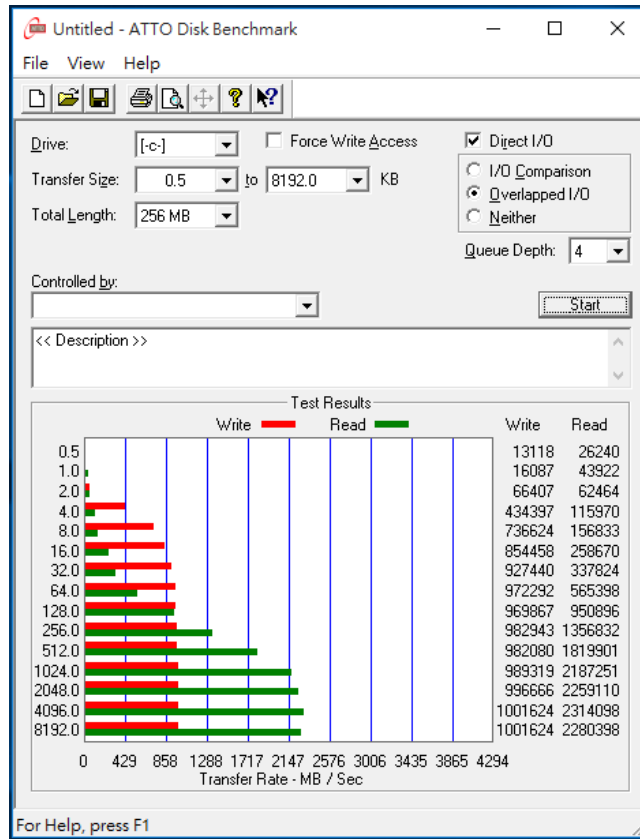 Untitled - ATTO Disk Benchmark
File View Help
Drive: [-c-] Force Write Access Direct I/O
Transfer Size: 0.5 to 8192.0 KB I/O Comparison
Overlapped I/O
Total Length: 256 MB Neither
Queue Depth: 4
Controlled by:
Start
<< Description >>
Test Results
Write Read Write Read
0.5 13118 26240
1.0 16087 43922
2.0 66407 62464
4.0 434397 115970
8.0 736624 156833
16.0 854458 258670
32.0 927440 337824
64.0 972292 565398
128.0 969867 950896
256.0 982943 1356832
512.0 982080 1819901
1024.0 989319 2187251
2048.0 996666 2259110
4096.0 1001624 2314098
8192.0 1001624 2280398
0 429 858 1288 1717 2147 2576 3006 3435 3865 4294
Transfer Rate - MB / Sec
For Help, press F1